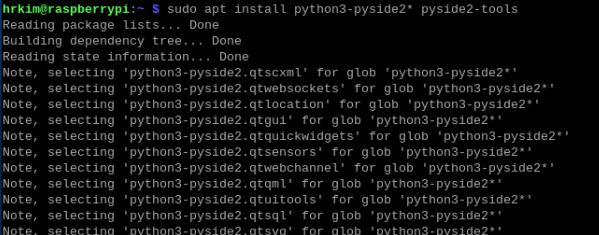 hrkim@raspberrypi:~ $ sudo apt install python3-pyside2* pyside2-tools
Reading package lists... Done
Building dependency tree... Done
Reading state information... Done
Note, selecting 'python3-pyside2.qtscxml' for glob 'python3-pyside2*'
Note, selecting 'python3-pyside2.qtwebsockets' for glob 'python3-pyside2*'
Note, selecting 'python3-pyside2.qtlocation' for glob 'python3-pyside2*'
Note, selecting 'python3-pyside2.qtgui' for glob 'python3-pyside2*'
Note, selecting 'python3-pyside2.qtquickwidgets' for glob 'python3-pyside2*'
Note, selecting 'python3-pyside2.qtsensors' for glob 'python3-pyside2*'
Note, selecting 'python3-pyside2.qtwebchannel' for glob 'python3-pyside2*'
Note, selecting 'python3-pyside2.qtqml' for glob 'python3-pyside2*'
Note, selecting 'python3-pyside2.qtuitools' for glob 'python3-pyside2*'
Note, selecting 'python3-pyside2.qtsql' for glob 'python3-pyside2*'
Note, selecting 'python3-pyside2.qtsvg' for glob 'python3-pyside2*'